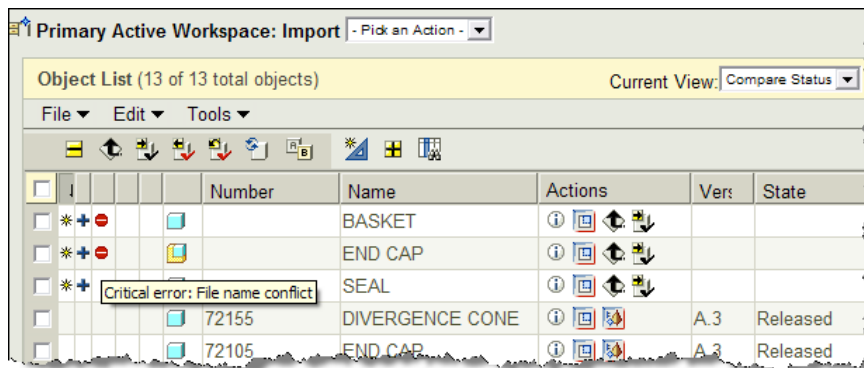 Primary Active Workspace: Import - Pick an Action -
Object List (13 of 13 total objects) Current View: Compare Status
File Edit Tools
Number Name Actions Vers State
BASKET
END CAP
SEAL
Critical error: File name conflict
72155 DIVERGENCE CONE A.3 Released
72105 END CAP A.3 Released